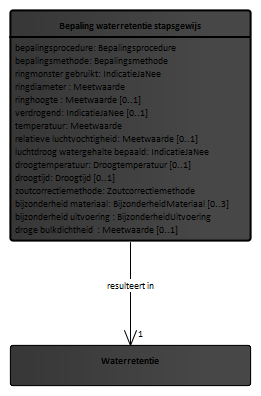 Bepaling waterretentie stapsgewijs
bepalingsprocedure: Bepalingsprocedure
bepalingsmethode: Bepalingsmethode
ringmonster gebruikt: IndicatieJaNee
ringdiameter : Meetwaarde
ringhoogte : Meetwaarde [0..1]
verdrogend: IndicatieJaNee [0..1]
temperatuur: Meetwaarde
relatieve luchtvochtigheid: Meetwaarde [0..1]
luchtdroog watergehalte bepaald: IndicatieJaNee
droogtemperatuur: Droogtemperatuur [0..1]
droogtijd: Droogtijd [0..1]
zoutcorrectiemethode: Zoutcorrectiemethode
bijzonderheid materiaal: BijzonderheidMateriaal [0..3]
bijzonderheid uitvoering : BijzonderheidUitvoering
droge bulkdichtheid : Meetwaarde [0..1]
resulteert in
1
Waterretentie